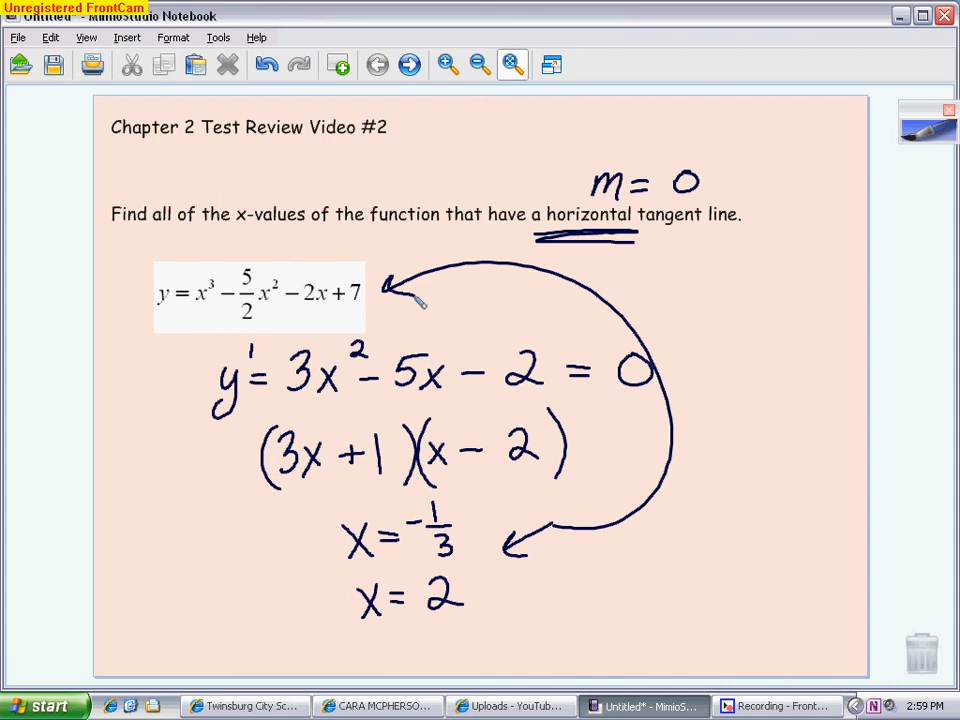 Unregistered FrontCam
Untitled* - MimioStudio Notebook
File Edit View Insert Format Tools Help
Chapter 2 Test Review Video #2
m = 0
Find all of the x-values of the function that have a horizontal tangent line.
y = x³ − 5/2 x² − 2x + 7
y' = 3x² − 5x − 2 = 0
(3x + 1)(x − 2)
x = −1/3
x = 2
start Twinsburg City Sc... CARA MCPHERSO... Uploads - YouTub... Untitled* - MimioS... Recording - Front... N 2:59 PM